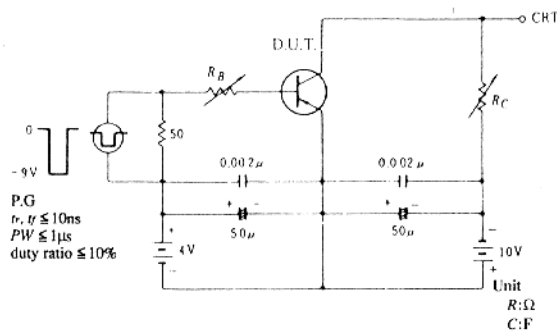 CRT
D.U.T.
R_B
R_C
0
50
-9V
0.002μ
0.002μ
P.G
tr, tf ≦ 10ns
PW ≦ 1μs
duty ratio ≦ 10%
+ -
50μ
+ -
50μ
+
4V
-
-
10V
+
Unit
R:Ω
C:F